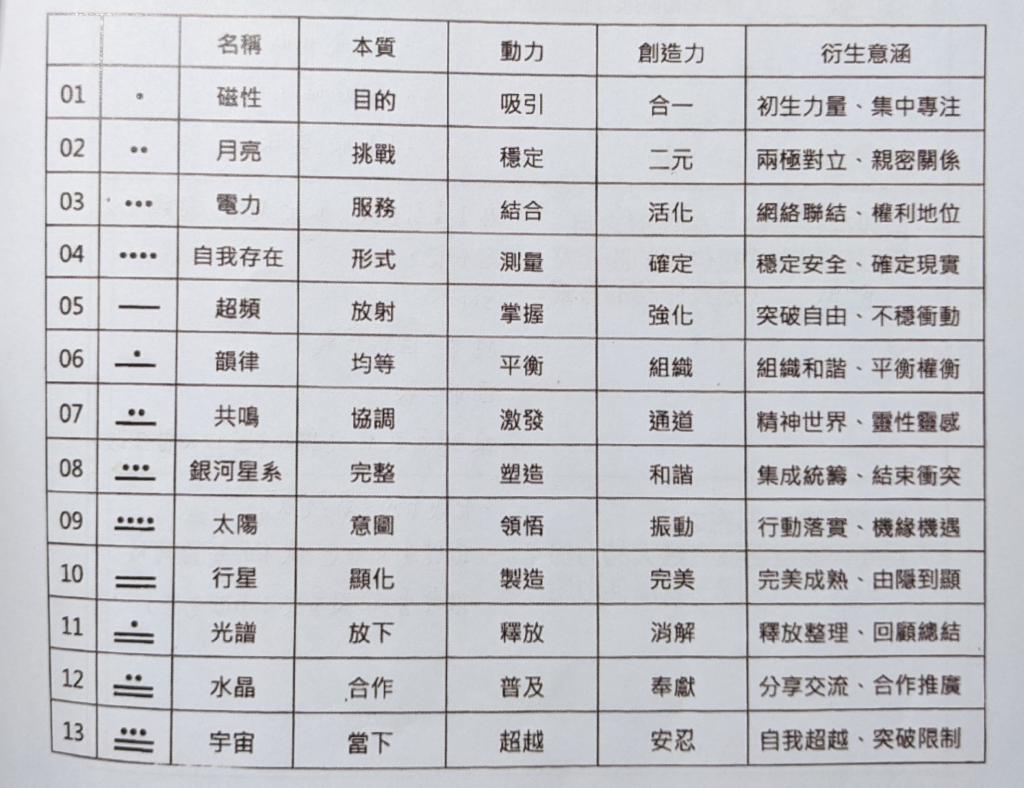 名稱 本質 動力 創造力 衍生意涵
01 磁性 目的 吸引 合一 初生力量、集中專注
02 月亮 挑戰 穩定 二元 兩極對立、親密關係
03 電力 服務 結合 活化 網絡聯結、權利地位
04 自我存在 形式 測量 確定 穩定安全、確定現實
05 超頻 放射 掌握 強化 突破自由、不穩衝動
06 韻律 均等 平衡 組織 組織和諧、平衡權衡
07 共鳴 協調 激發 通道 精神世界、靈性靈感
08 銀河星系 完整 塑造 和諧 集成統籌、結束衝突
09 太陽 意圖 領悟 振動 行動落實、機緣機遇
10 行星 顯化 製造 完美 完美成熟、由隱到顯
11 光譜 放下 釋放 消解 釋放整理、回顧總結
12 水晶 合作 普及 奉獻 分享交流、合作推廣
13 宇宙 當下 超越 安忍 自我超越、突破限制